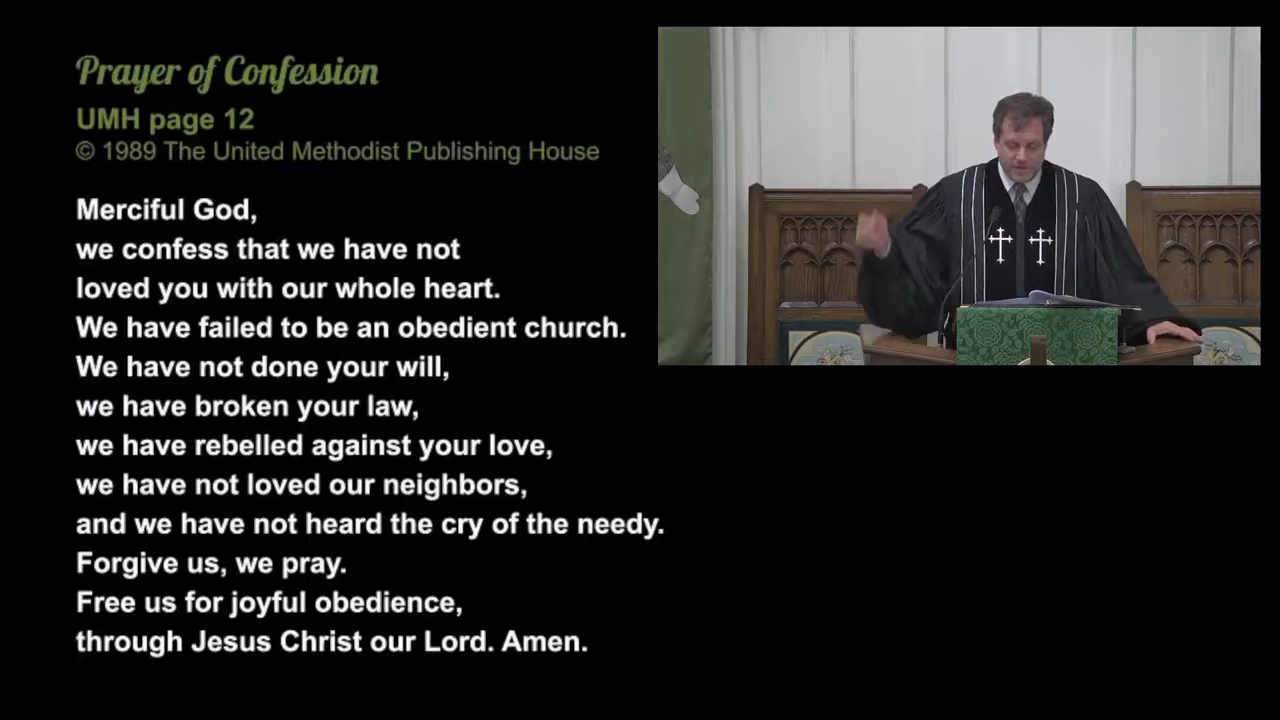 Prayer of Confession
UMH page 12
© 1989 The United Methodist Publishing House
Merciful God,
we confess that we have not
loved you with our whole heart.
We have failed to be an obedient church.
We have not done your will,
we have broken your law,
we have rebelled against your love,
we have not loved our neighbors,
and we have not heard the cry of the needy.
Forgive us, we pray.
Free us for joyful obedience,
through Jesus Christ our Lord. Amen.